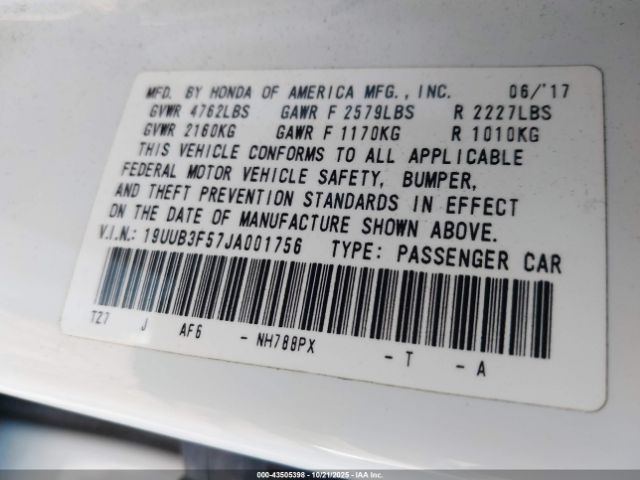 MFD. BY HONDA OF AMERICA MFG., INC. 06/'17
GVWR 4762LBS GAWR F 2579LBS R 2227LBS
GVWR 2160KG GAWR F 1170KG R 1010KG
THIS VEHICLE CONFORMS TO ALL APPLICABLE
FEDERAL MOTOR VEHICLE SAFETY, BUMPER,
AND THEFT PREVENTION STANDARDS IN EFFECT
ON THE DATE OF MANUFACTURE SHOWN ABOVE.
V.I.N.: 19UUB3F57JA001756 TYPE: PASSENGER CAR
TZ7 J AF6 - NH788PX - T - A
000-43505398 - 10/21/2025 - IAA Inc.